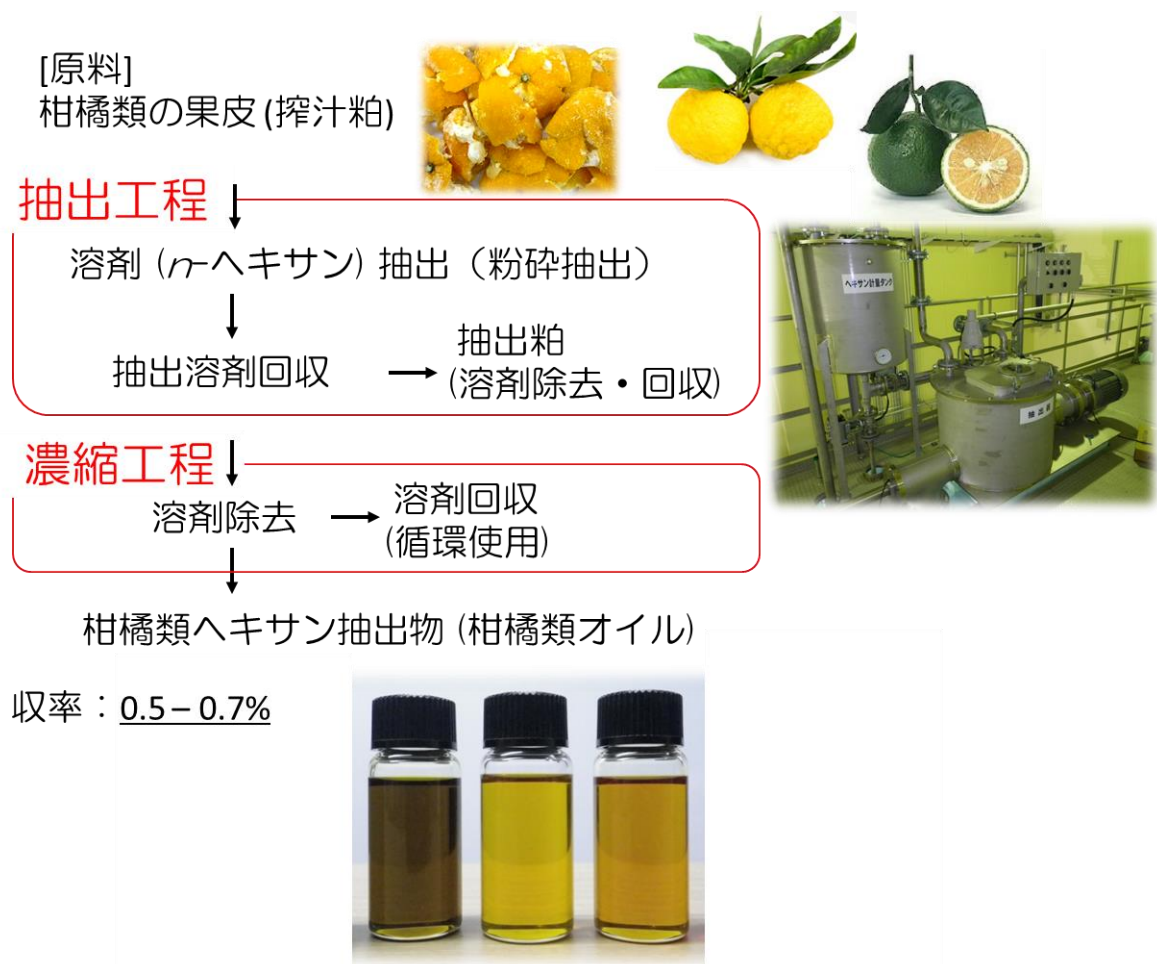 [原料]
柑橘類の果皮 (搾汁粕)
抽出工程
溶剤 (n-ヘキサン) 抽出（粉砕抽出）
抽出溶剤回収
抽出粕
(溶剤除去・回収)
ヘキサン計量タンク
抽出機
濃縮工程
溶剤除去
溶剤回収
(循環使用)
柑橘類ヘキサン抽出物 (柑橘類オイル)
収率：0.5 – 0.7%